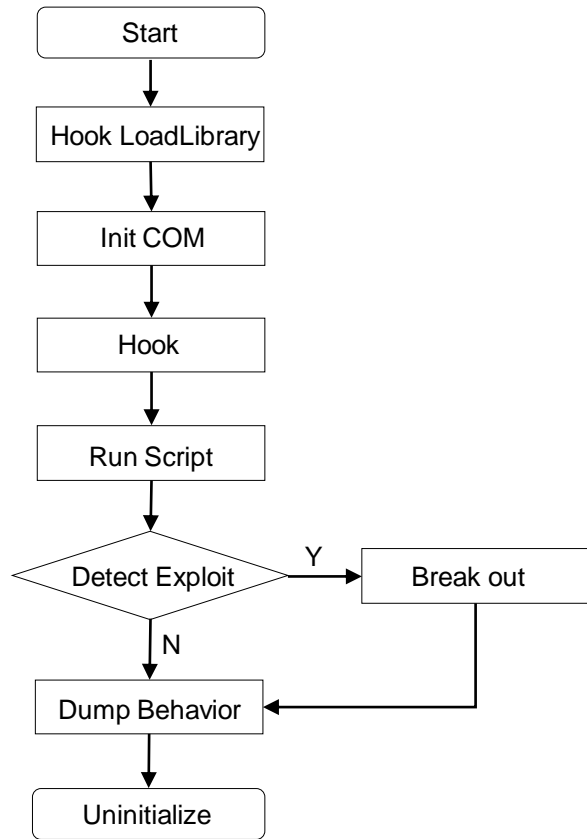 Start
Hook LoadLibrary
Init COM
Hook
Run Script
Detect Exploit
Y
Break out
N
Dump Behavior
Uninitialize